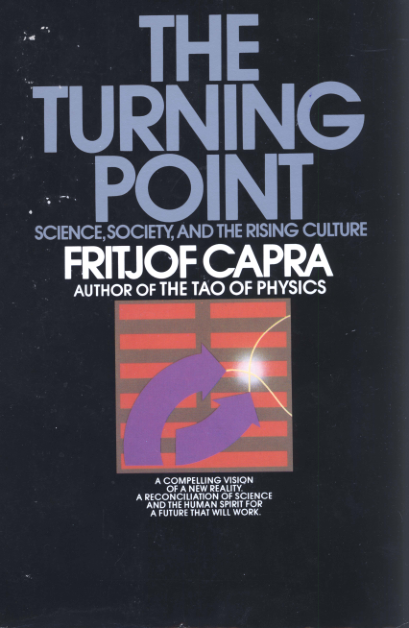 THE
TURNING
POINT
SCIENCE, SOCIETY, AND THE RISING CULTURE
FRITJOF CAPRA
AUTHOR OF THE TAO OF PHYSICS
A COMPELLING VISION
OF A NEW REALITY.
A RECONCILIATION OF SCIENCE
AND THE HUMAN SPIRIT FOR
A FUTURE THAT WILL WORK.